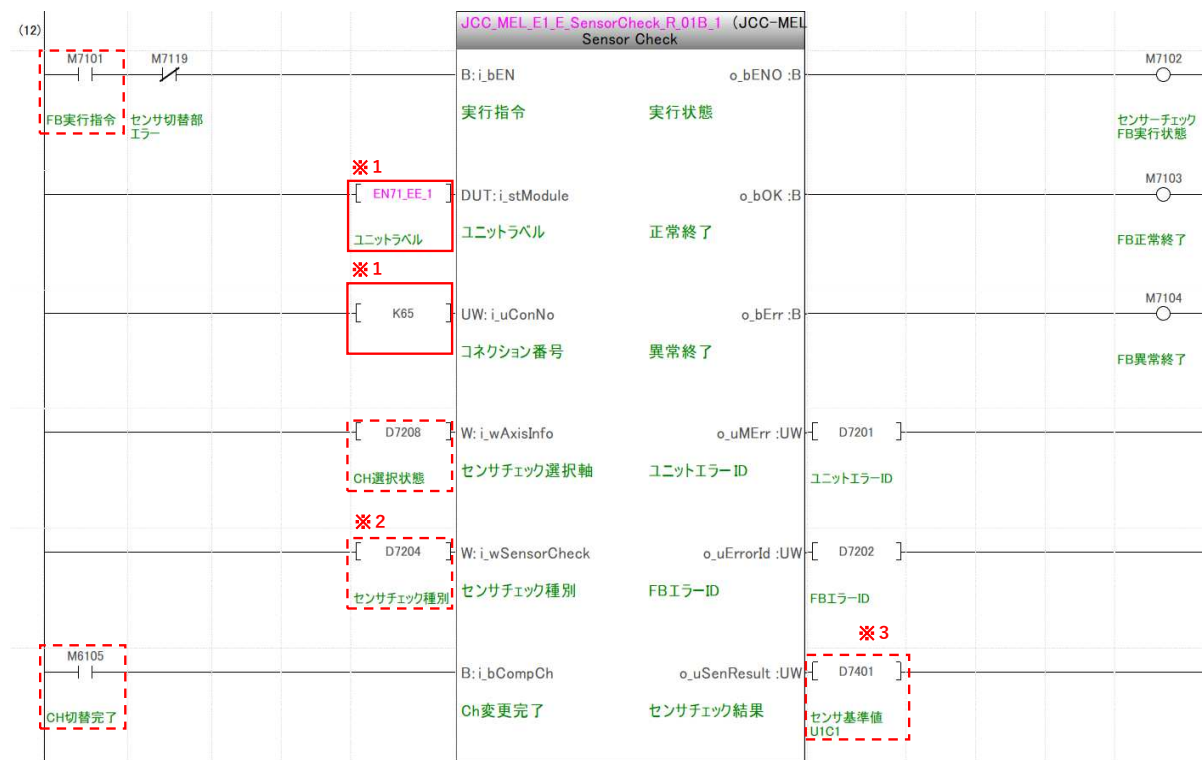 (12)
JCC_MEL_E1_E_SensorCheck_R_01B_1 (JCC-MEL
Sensor Check
M7101 M7119 B:i_bEN o_bENO :B M7102
FB実行指令 センサ切替部 実行指令 実行状態 センサーチェック
エラー FB実行状態
※1
EN71_EE_1 DUT:i_stModule o_bOK :B M7103
ユニットラベル ユニットラベル 正常終了 FB正常終了
※1
K65 UW:i_uConNo o_bErr :B M7104
コネクション番号 異常終了 FB異常終了
D7208 W:i_wAxisInfo o_uMErr :UW D7201
CH選択状態 センサチェック選択軸 ユニットエラーID ユニットエラーID
※2
D7204 W:i_wSensorCheck o_uErrorId :UW D7202
センサチェック種別 センサチェック種別 FBエラーID FBエラーID
※3
M6105 B:i_bCompCh o_uSenResult :UW D7401
CH切替完了 Ch変更完了 センサチェック結果 センサ基準値
U1C1